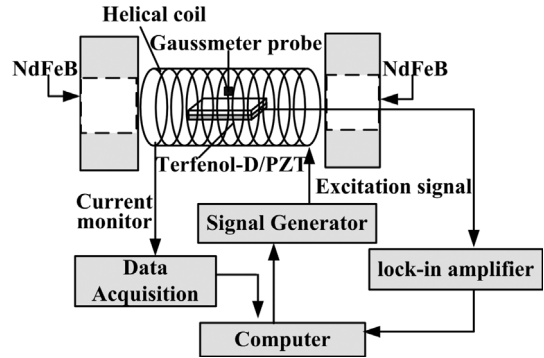 Helical coil
Gaussmeter probe
NdFeB
NdFeB
Terfenol-D/PZT
Current
monitor
Excitation signal
Signal Generator
Data
Acquisition
lock-in amplifier
Computer